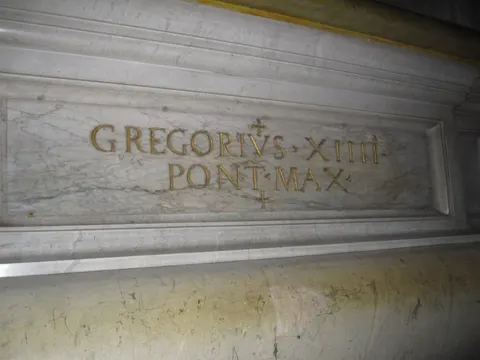 GREGORIVS · XIIII ·
PONT · MAX ·